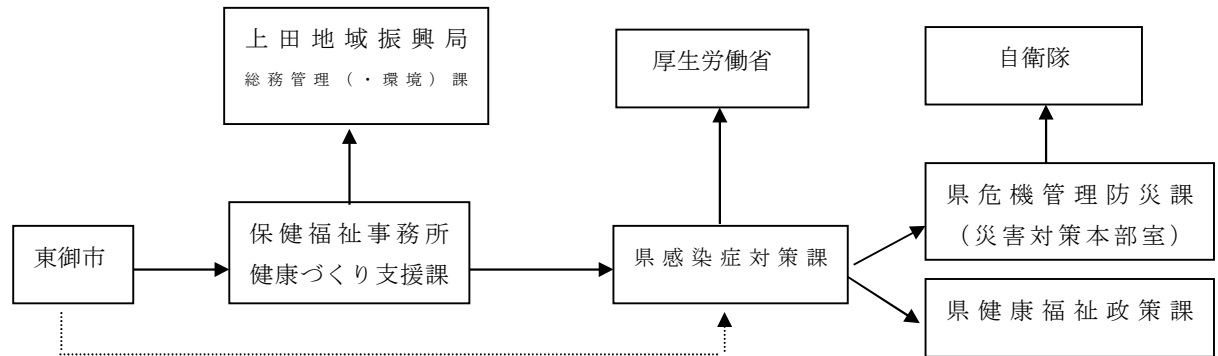 上田地域振興局
総務管理（・環境）課
厚生労働省
自衛隊
東御市
保健福祉事務所
健康づくり支援課
県感染症対策課
県危機管理防災課
（災害対策本部室）
県健康福祉政策課